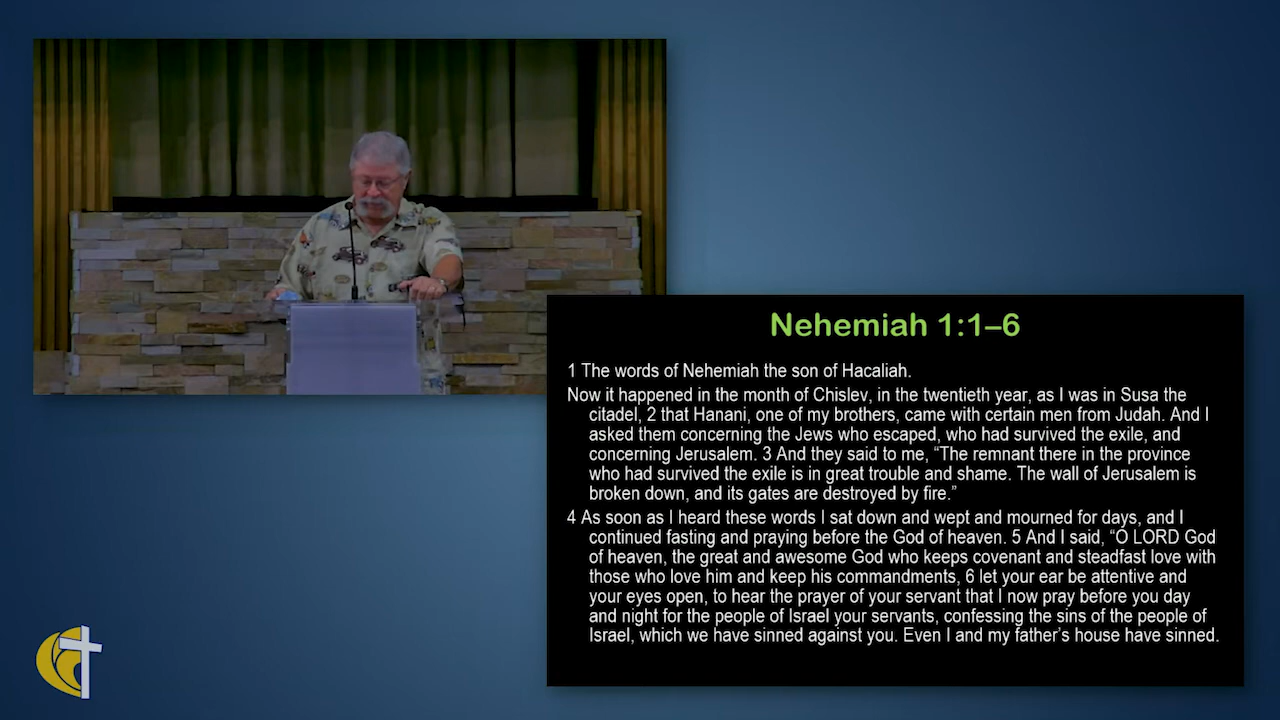 Nehemiah 1:1–6
1 The words of Nehemiah the son of Hacaliah.
Now it happened in the month of Chislev, in the twentieth year, as I was in Susa the
citadel, 2 that Hanani, one of my brothers, came with certain men from Judah. And I
asked them concerning the Jews who escaped, who had survived the exile, and
concerning Jerusalem. 3 And they said to me, “The remnant there in the province
who had survived the exile is in great trouble and shame. The wall of Jerusalem is
broken down, and its gates are destroyed by fire.”
4 As soon as I heard these words I sat down and wept and mourned for days, and I
continued fasting and praying before the God of heaven. 5 And I said, “O LORD God
of heaven, the great and awesome God who keeps covenant and steadfast love with
those who love him and keep his commandments, 6 let your ear be attentive and
your eyes open, to hear the prayer of your servant that I now pray before you day
and night for the people of Israel your servants, confessing the sins of the people of
Israel, which we have sinned against you. Even I and my father’s house have sinned.